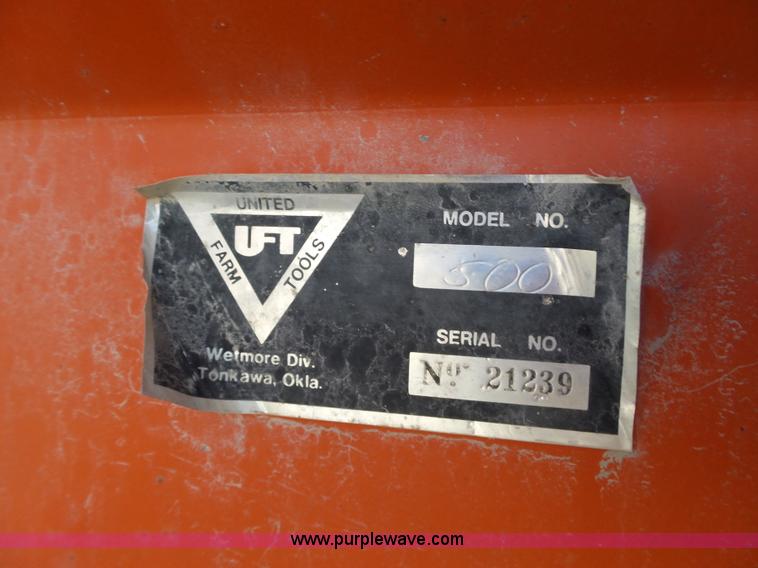 UNITED
FARM
TOOLS
UFT
Wetmore Div.
Tonkawa, Okla.
MODEL NO.
500
SERIAL NO.
No. 21239
www.purplewave.com